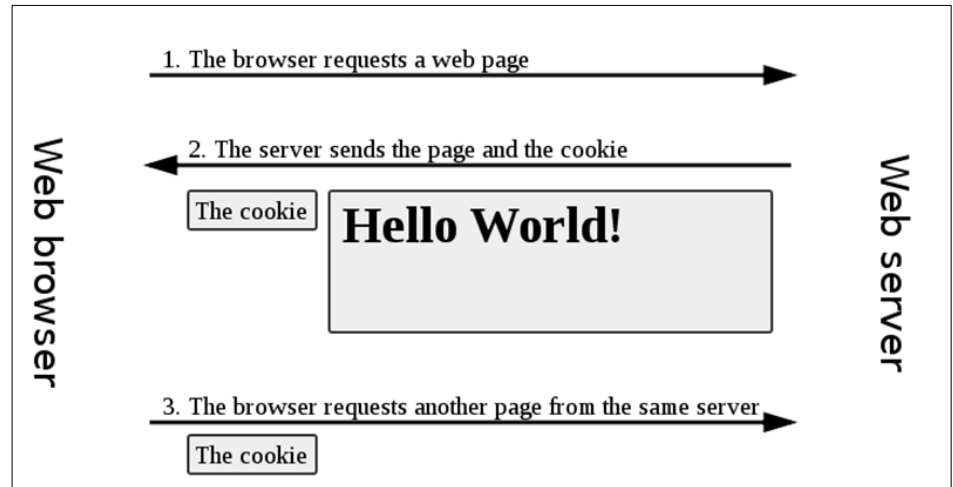 1. The browser requests a web page
2. The server sends the page and the cookie
The cookie
Hello World!
Web browser
Web server
3. The browser requests another page from the same server
The cookie